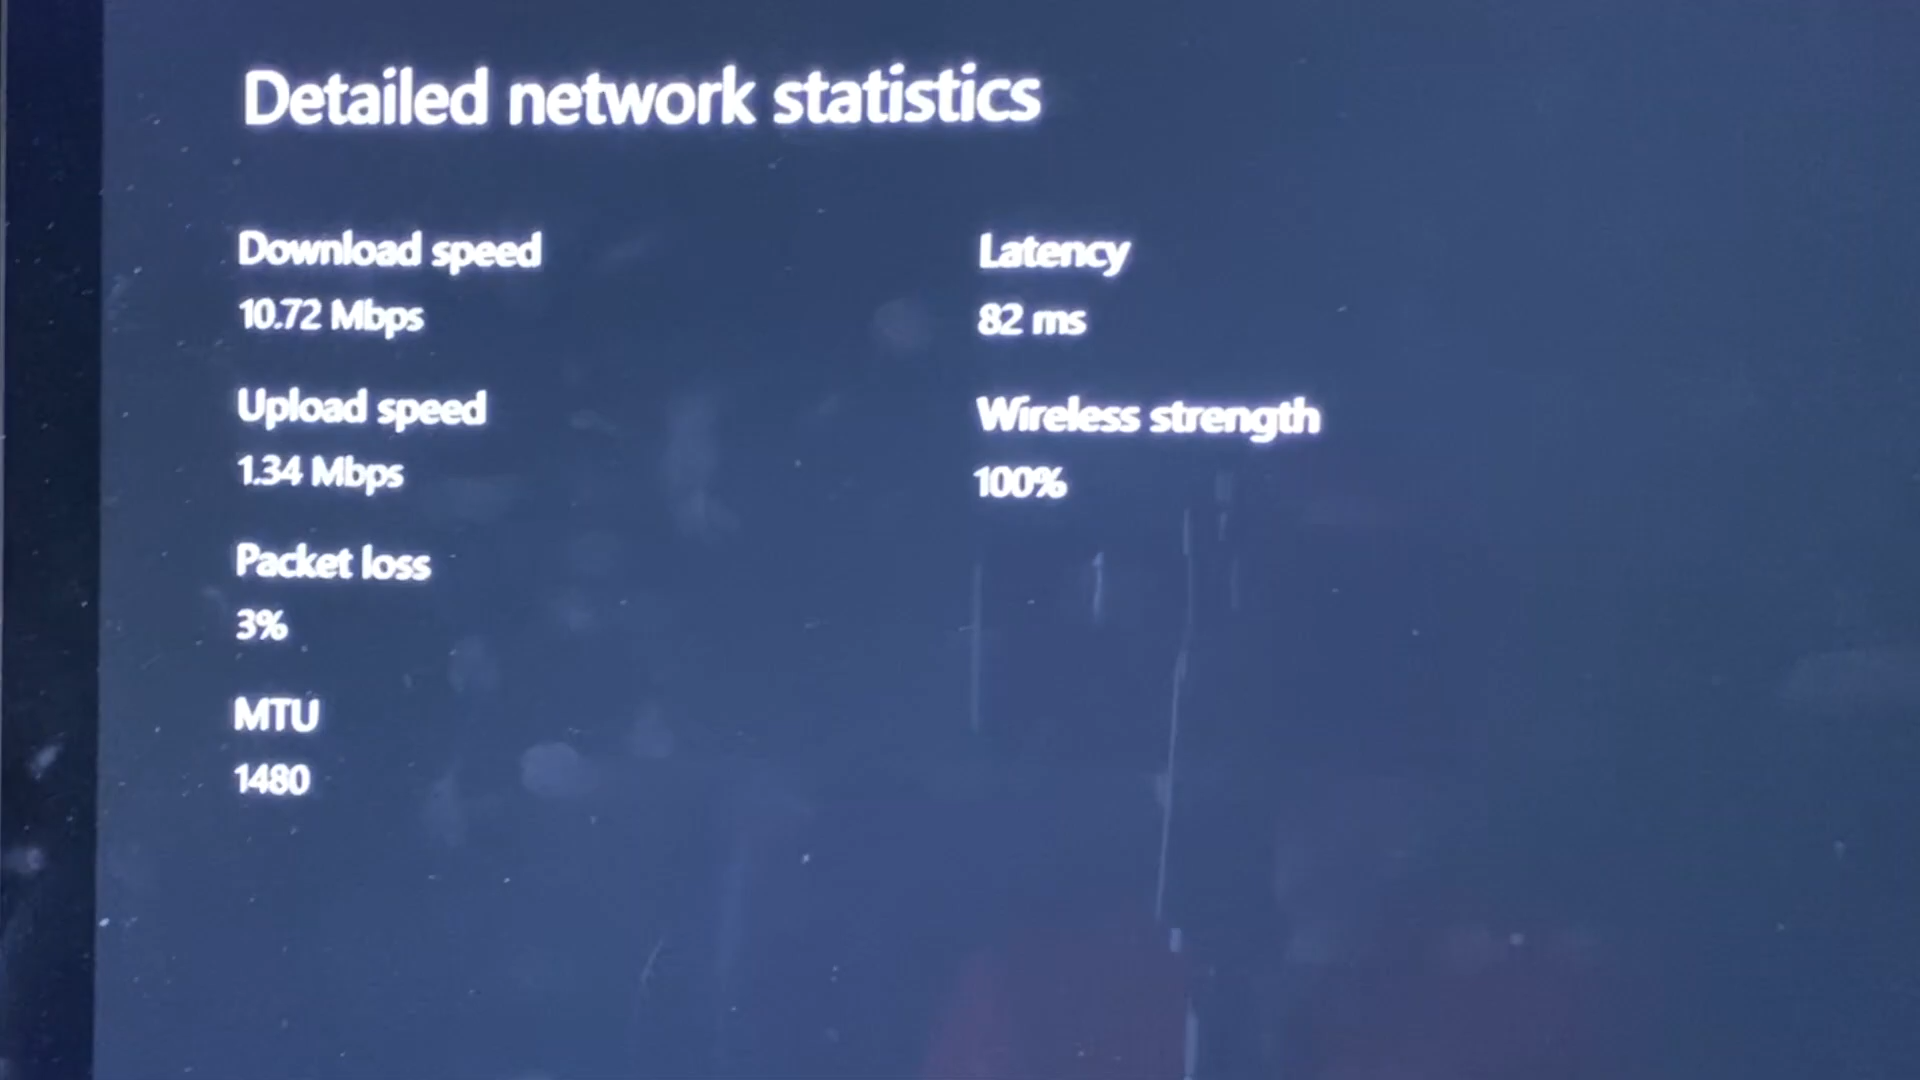 Detailed network statistics
Download speed
10.72 Mbps
Upload speed
1.34 Mbps
Packet loss
3%
MTU
1480
Latency
82 ms
Wireless strength
100%